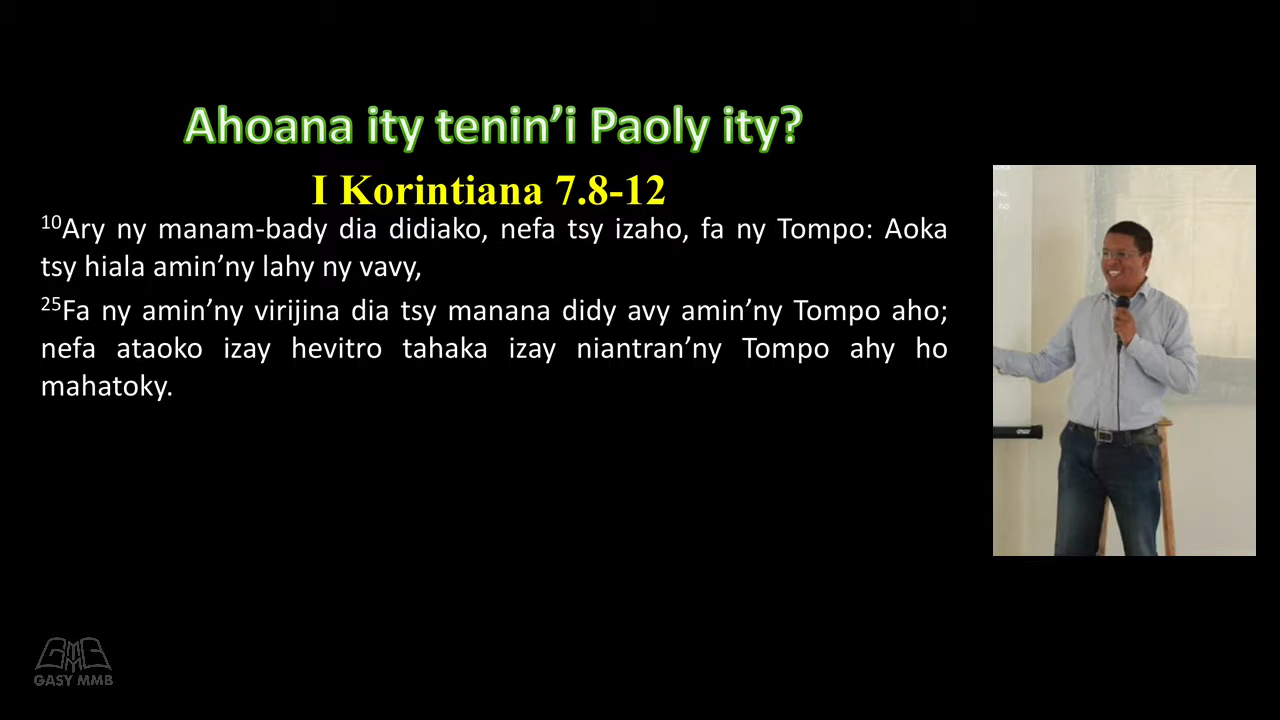 Ahoana ity tenin’i Paoly ity?
I Korintiana 7.8-12
10Ary ny manam-bady dia didiako, nefa tsy izaho, fa ny Tompo: Aoka
tsy hiala amin’ny lahy ny vavy,
25Fa ny amin’ny virijina dia tsy manana didy avy amin’ny Tompo aho;
nefa ataoko izay hevitro tahaka izay niantran’ny Tompo ahy ho
mahatoky.
GASY MMB